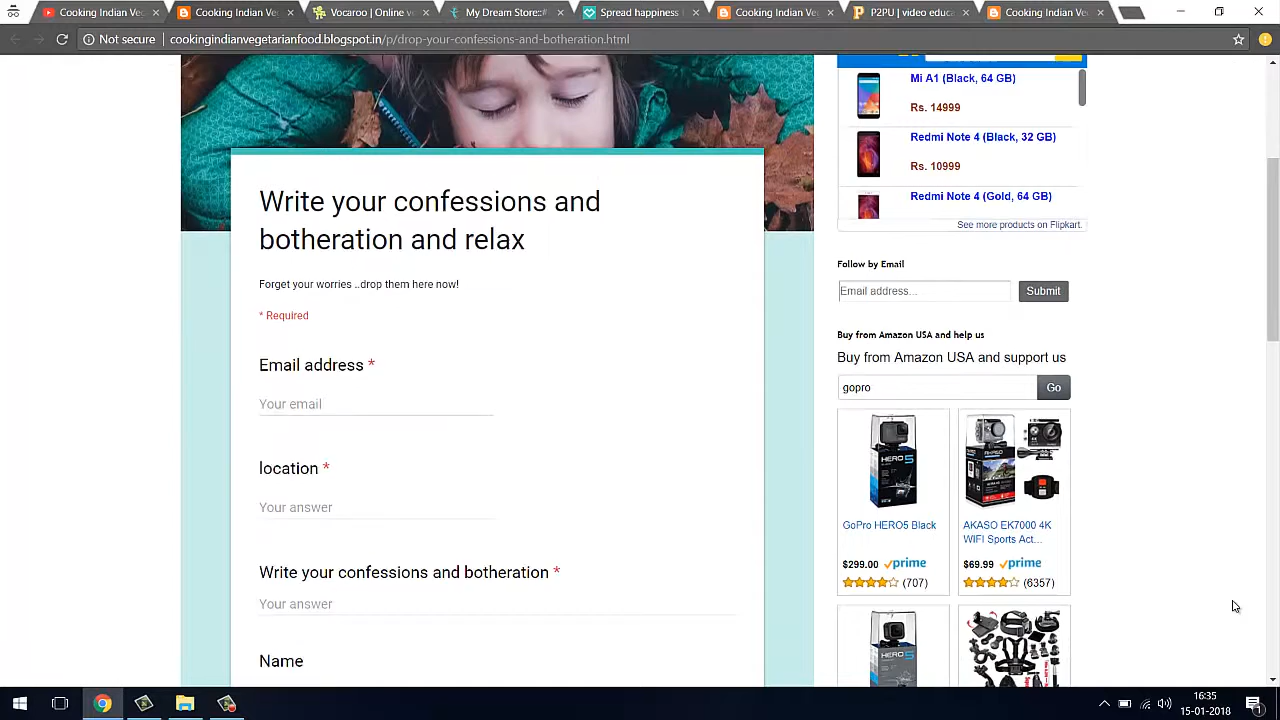 Cooking Indian Ve
Cooking Indian Ve
Vocaroo | Online v
My Dream Store::#
Spread happiness
Cooking Indian Ve
P2PU | video educ
Cooking Indian Ve
Not secure
cookingindianvegetarianfood.blogspot.in/p/drop-your-confessions-and-botheration.html
Write your confessions and
botheration and relax
Forget your worries ..drop them here now!
* Required
Email address *
Your email
location *
Your answer
Write your confessions and botheration *
Your answer
Name
Mi A1 (Black, 64 GB)
Rs. 14999
Redmi Note 4 (Black, 32 GB)
Rs. 10999
Redmi Note 4 (Gold, 64 GB)
See more products on Flipkart.
Follow by Email
Email address...
Submit
Buy from Amazon USA and help us
Buy from Amazon USA and support us
gopro
Go
HERO5
AKASO
GoPro HERO5 Black
$299.00 prime
(707)
AKASO EK7000 4K
WIFI Sports Act...
$69.99 prime
(6357)
HERO5
16:35
15-01-2018